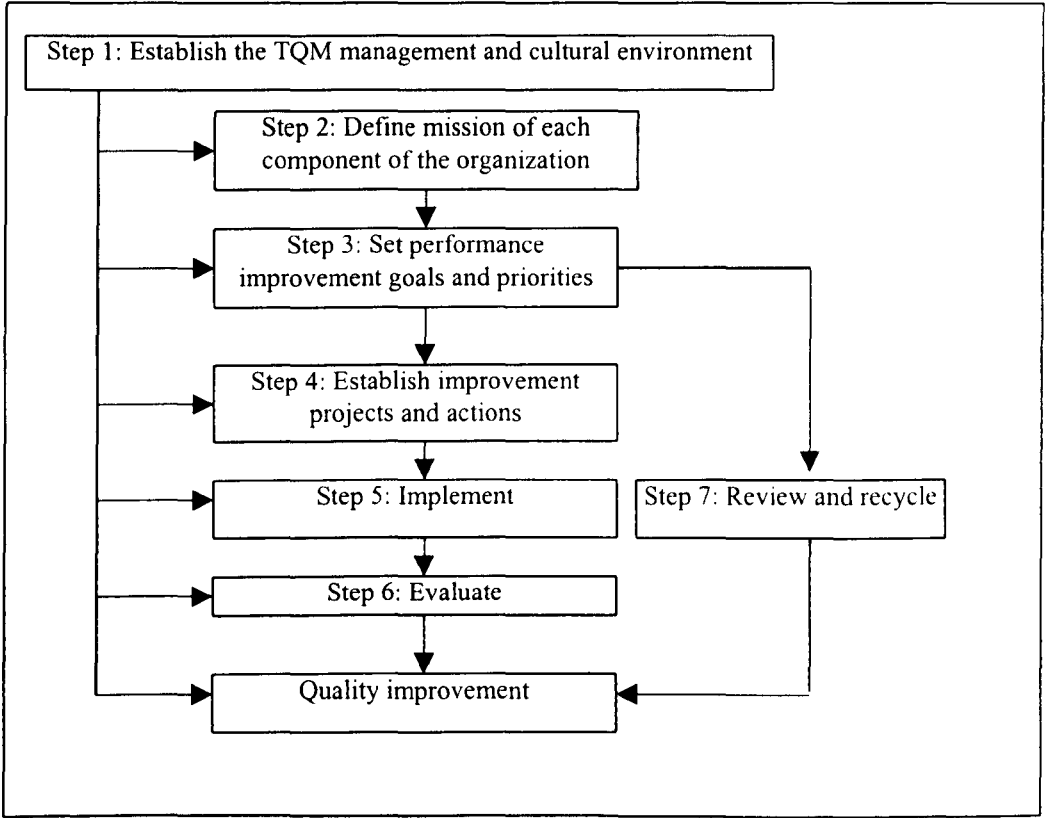 Step 1: Establish the TQM management and cultural environment
Step 2: Define mission of each
component of the organization
Step 3: Set performance
improvement goals and priorities
Step 4: Establish improvement
projects and actions
Step 5: Implement
Step 7: Review and recycle
Step 6: Evaluate
Quality improvement